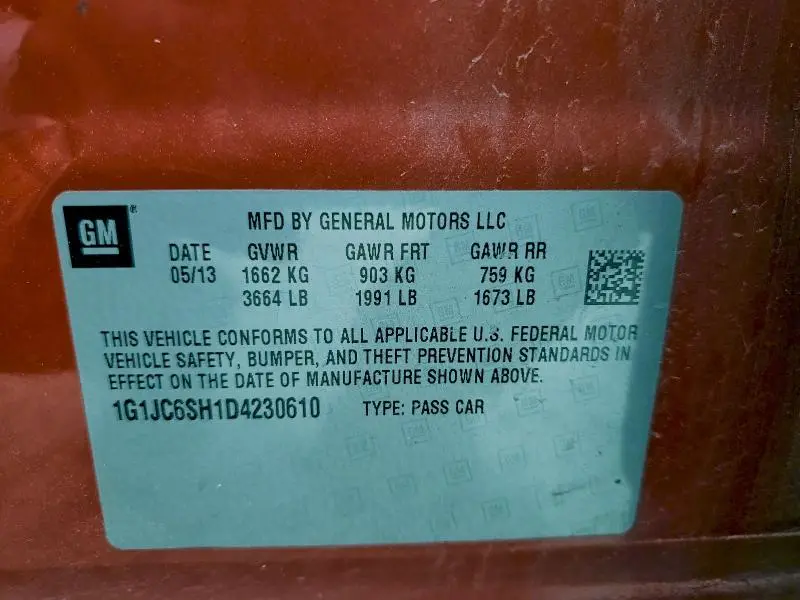 GM®
MFD BY GENERAL MOTORS LLC
DATE GVWR GAWR FRT GAWR RR
05/13 1662 KG 903 KG 759 KG
3664 LB 1991 LB 1673 LB
THIS VEHICLE CONFORMS TO ALL APPLICABLE U.S. FEDERAL MOTOR
VEHICLE SAFETY, BUMPER, AND THEFT PREVENTION STANDARDS IN
EFFECT ON THE DATE OF MANUFACTURE SHOWN ABOVE.
1G1JC6SH1D4230610 TYPE: PASS CAR